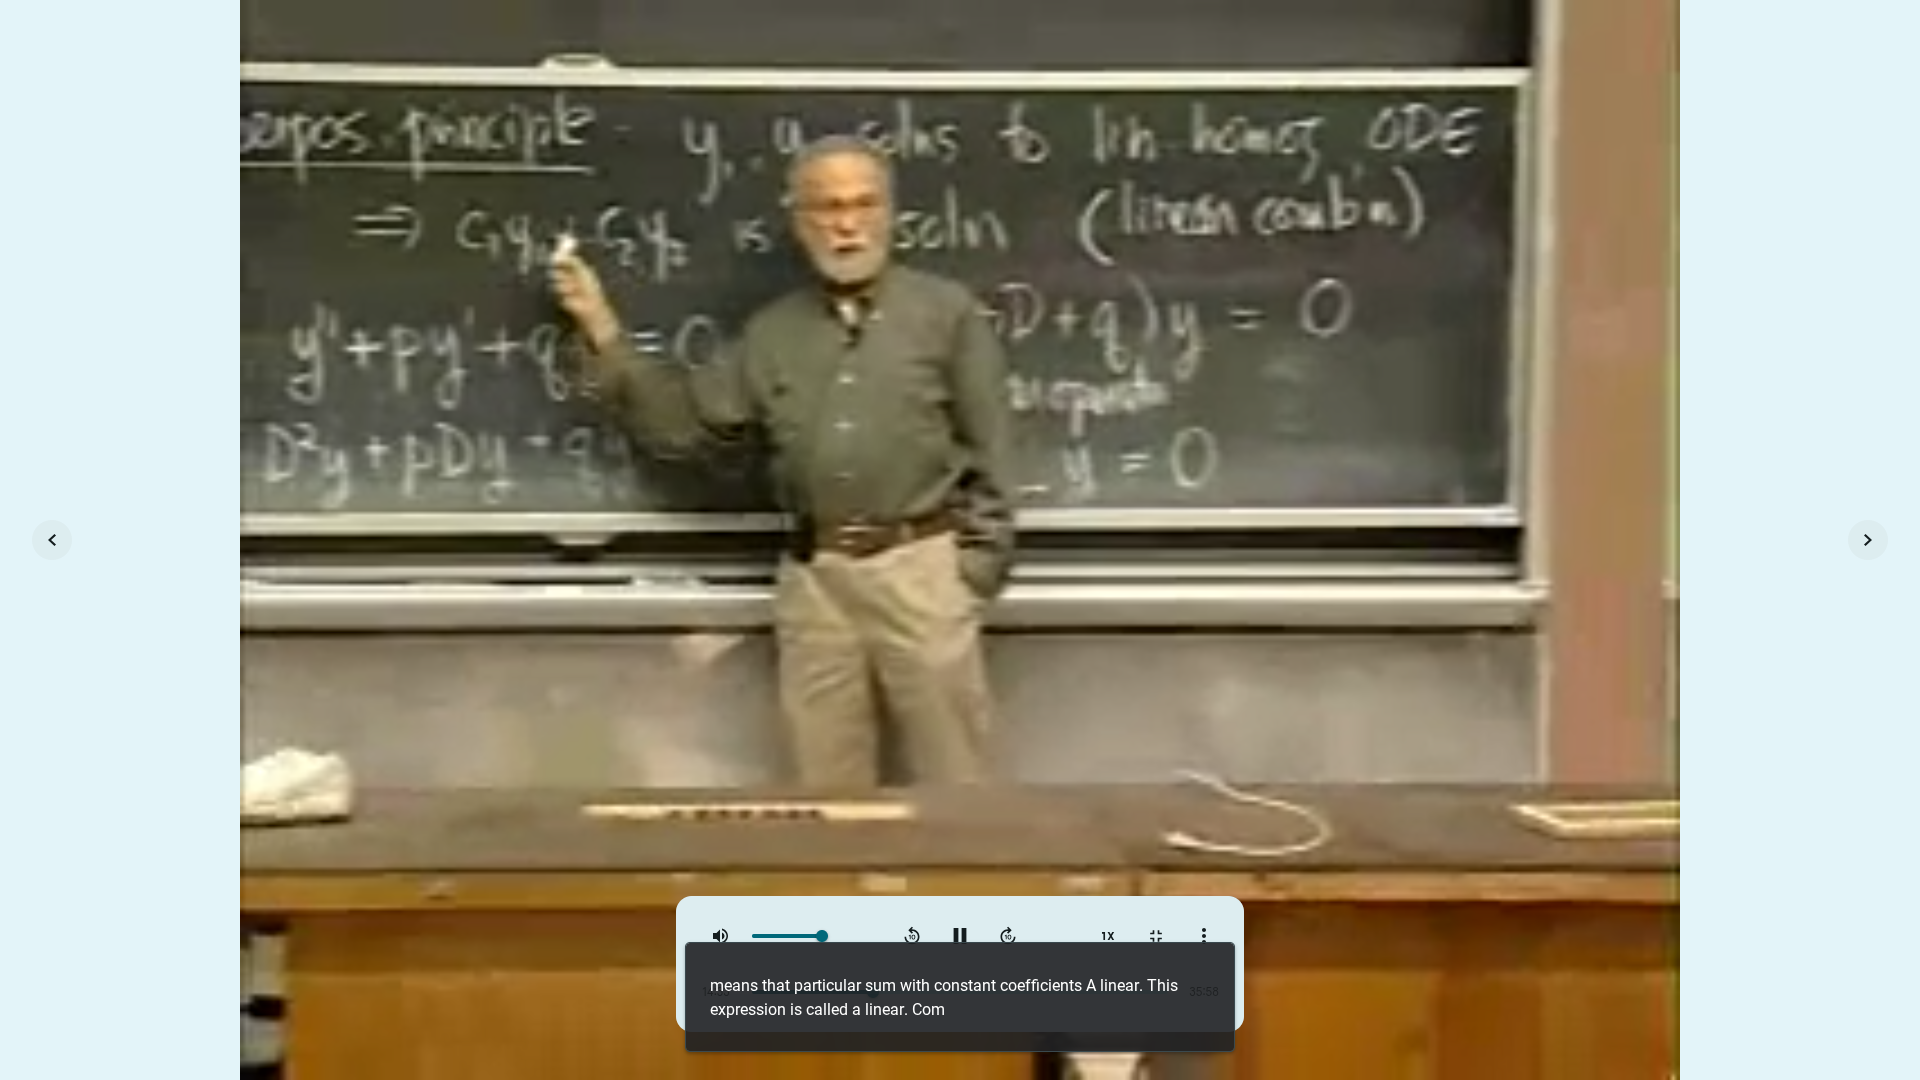 erpos. principle - y₁, y solns to lin. homog. ODE
⇒ c₁y₁ + c₂y₂ is soln (linear comb'n)
y'' + py' + q = 0 D + q) y = 0
D²y + pDy + qy y = 0
1X
means that particular sum with constant coefficients A linear. This
35:58
expression is called a linear. Com